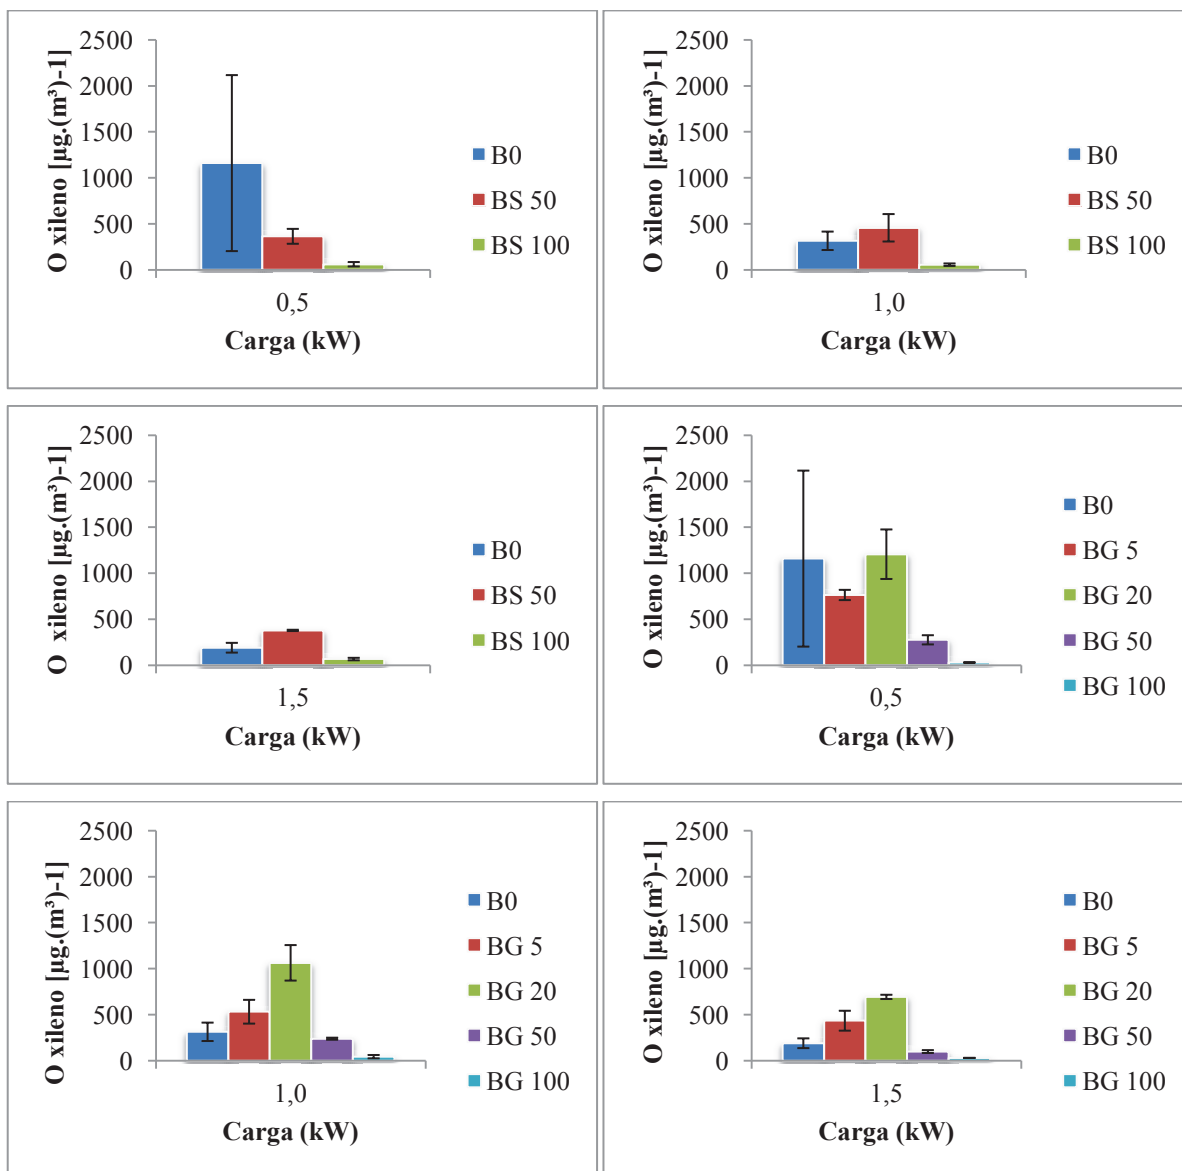 O xileno [µg.(m³)-1]
2500
2000
1500
1000
500
0
0,5
Carga (kW)
B0
BS 50
BS 100
O xileno [µg.(m³)-1]
2500
2000
1500
1000
500
0
1,0
Carga (kW)
B0
BS 50
BS 100
O xileno [µg.(m³)-1]
2500
2000
1500
1000
500
0
1,5
Carga (kW)
B0
BS 50
BS 100
O xileno [µg.(m³)-1]
2500
2000
1500
1000
500
0
0,5
Carga (kW)
B0
BG 5
BG 20
BG 50
BG 100
O xileno [µg.(m³)-1]
2500
2000
1500
1000
500
0
1,0
Carga (kW)
B0
BG 5
BG 20
BG 50
BG 100
O xileno [µg.(m³)-1]
2500
2000
1500
1000
500
0
1,5
Carga (kW)
B0
BG 5
BG 20
BG 50
BG 100